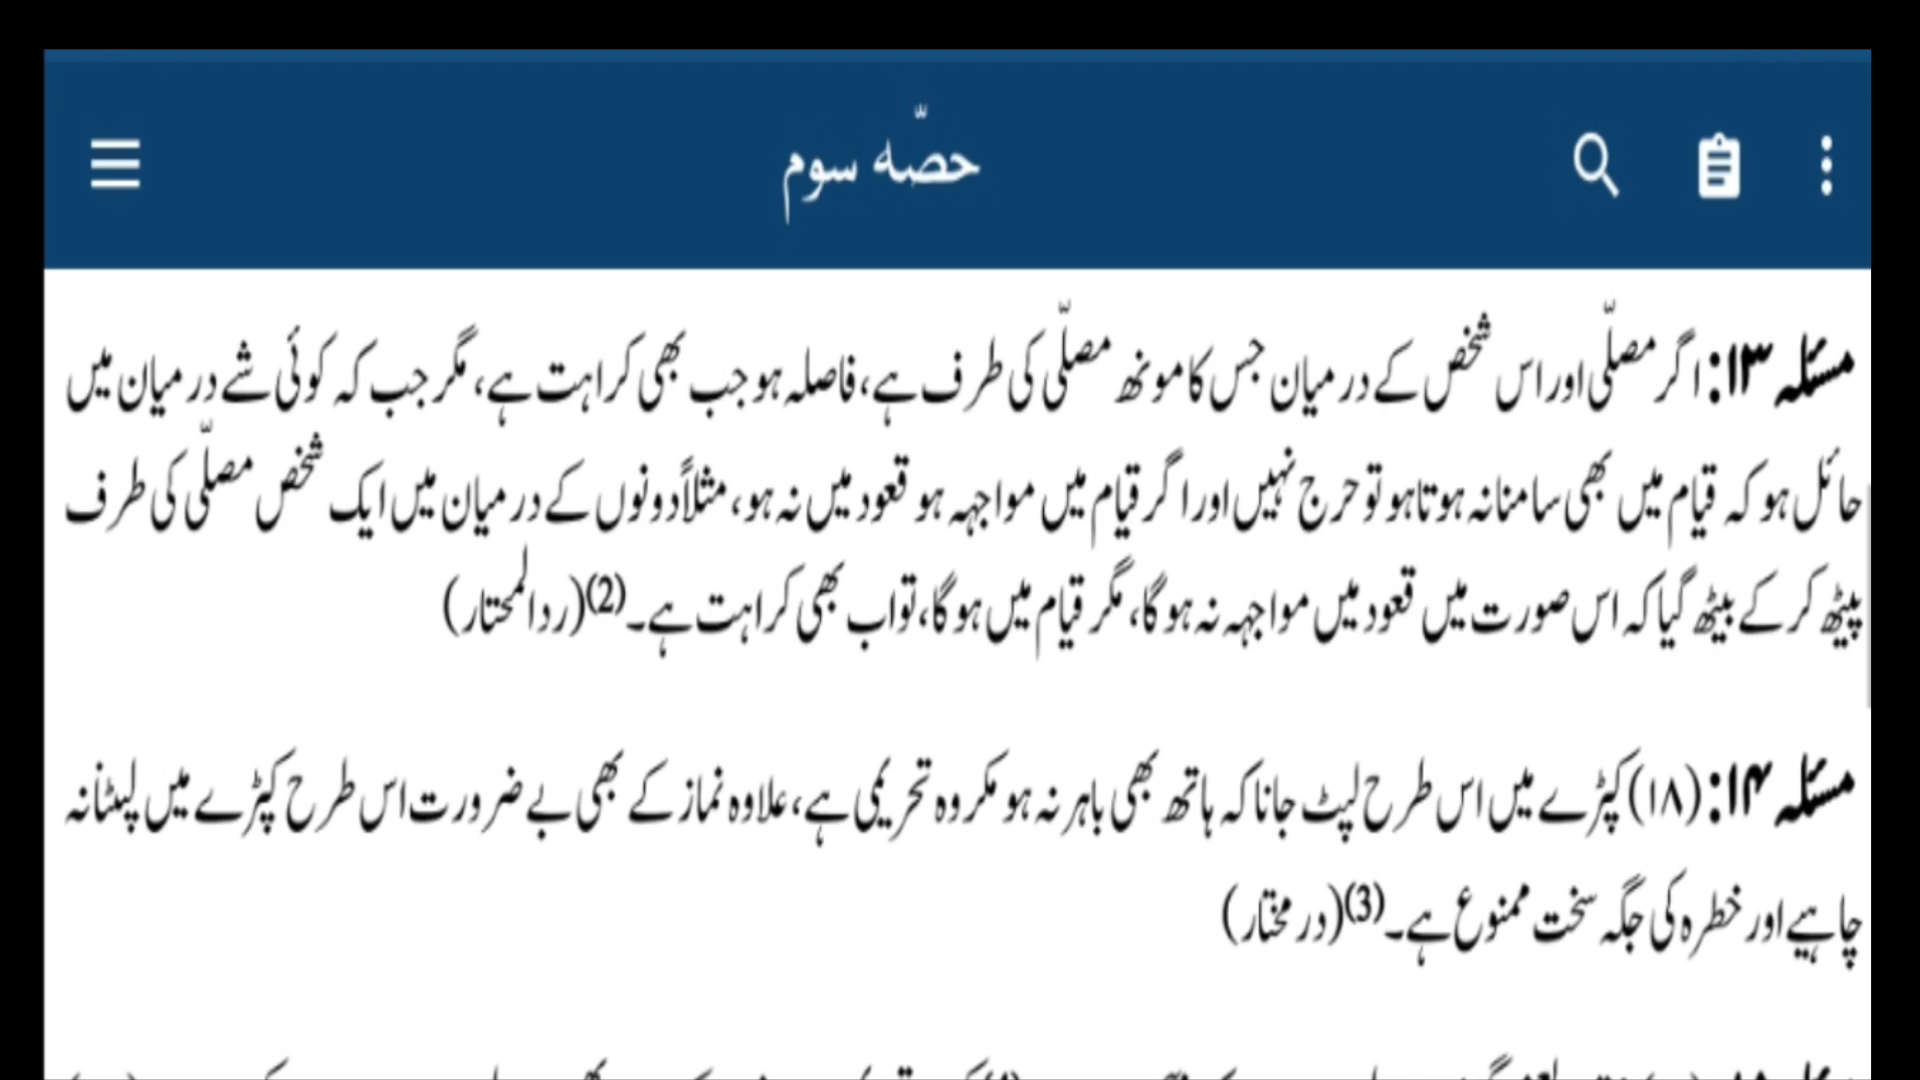 حصّہ سوم
مسئلہ ۱۳: اگر مصلّی اور اس شخص کے درمیان جس کا مونھ مصلّی کی طرف ہے، فاصلہ ہو جب بھی کراہت ہے، مگر جب کہ کوئی شے درمیان میں
حائل ہو کہ قیام میں بھی سامنا نہ ہوتا ہو تو حرج نہیں اور اگر قیام میں مواجہہ ہو قعود میں نہ ہو، مثلاً دونوں کے درمیان میں ایک شخص مصلّی کی طرف
پیٹھ کر کے بیٹھ گیا کہ اس صورت میں قعود میں مواجہہ نہ ہوگا، مگر قیام میں ہوگا، تو اب بھی کراہت ہے۔(2) (ردالمحتار)
مسئلہ ۱۴: (۱۸) کپڑے میں اس طرح لپٹ جانا کہ ہاتھ بھی باہر نہ ہو مکروہ تحریمی ہے، علاوہ نماز کے بھی بے ضرورت اس طرح کپڑے میں لپٹنا نہ
چاہیے اور خطرہ کی جگہ سخت ممنوع ہے۔(3) (درمختار)